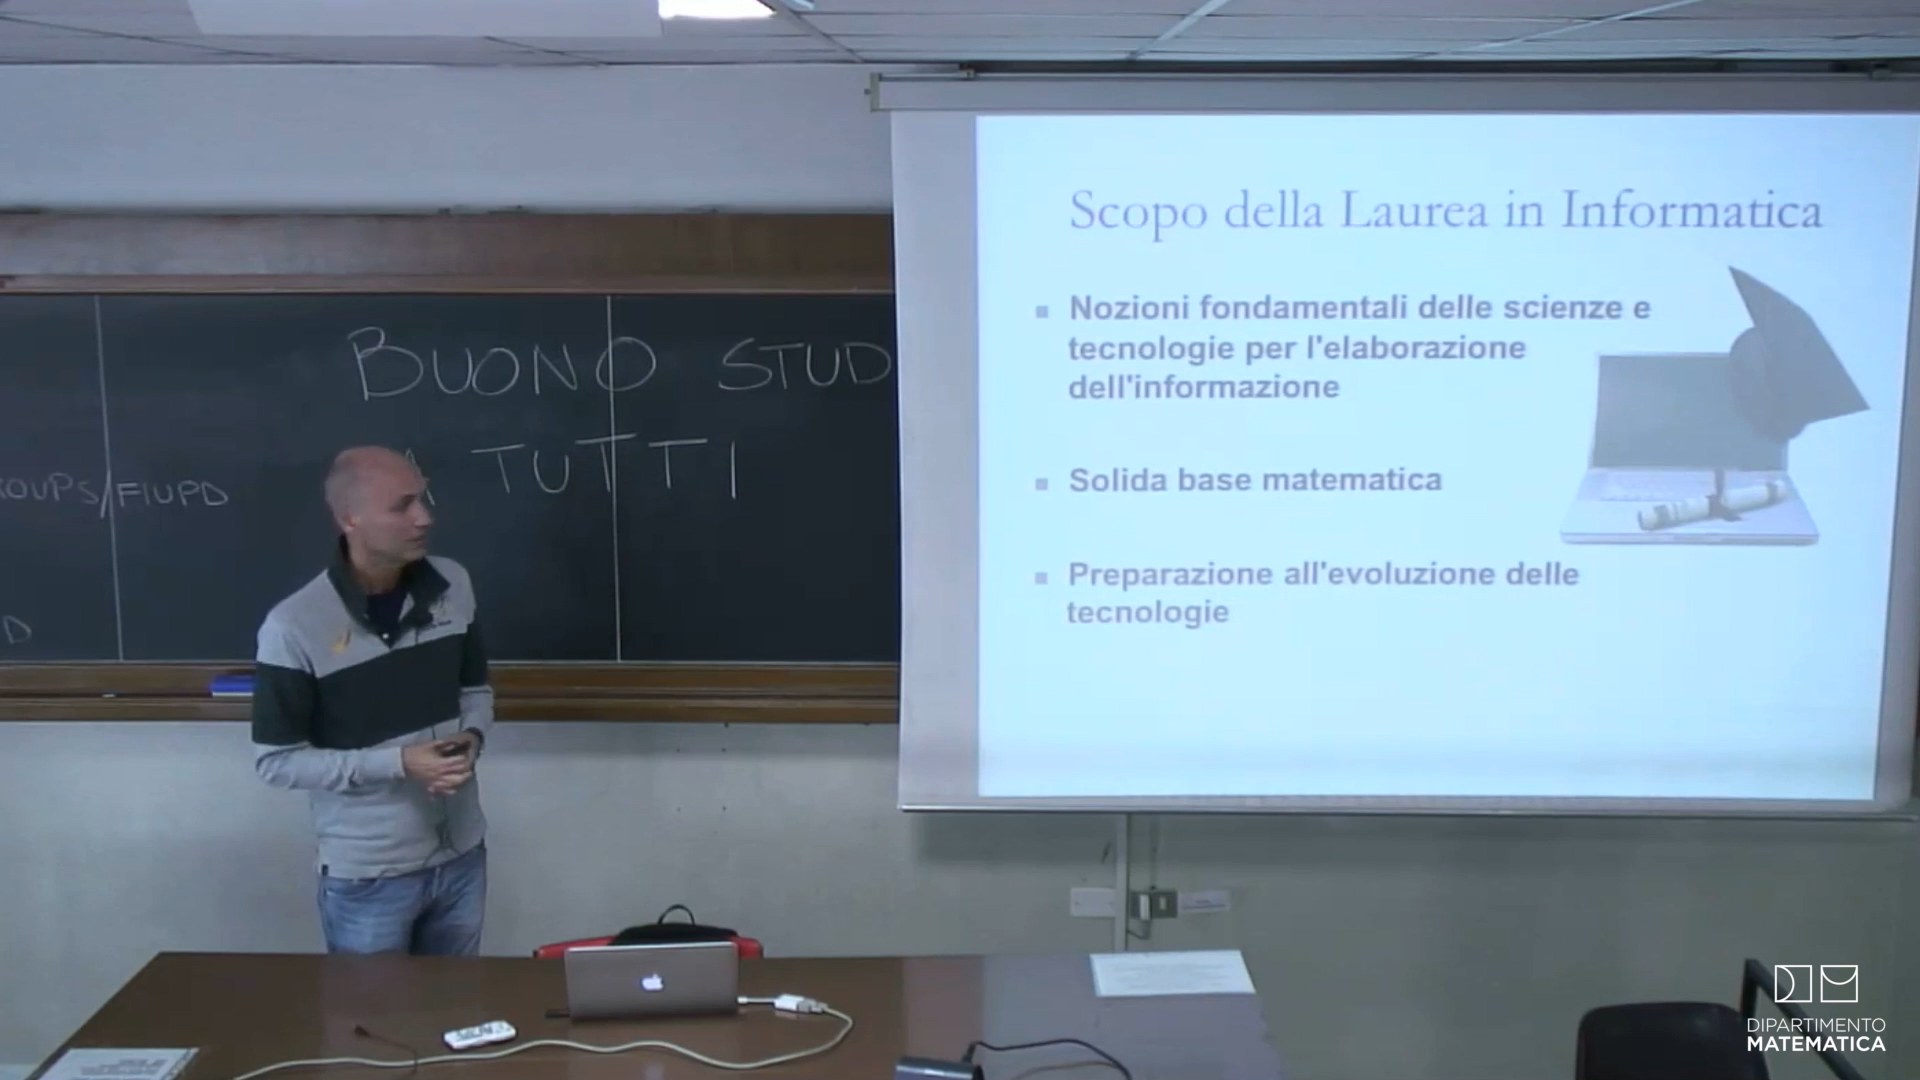 Scopo della Laurea in Informatica
Nozioni fondamentali delle scienze e
tecnologie per l'elaborazione
dell'informazione
Solida base matematica
Preparazione all'evoluzione delle
tecnologie
BUONO STUD
A TUTTI
OUPS/FIUPD
D
DIPARTIMENTO
MATEMATICA